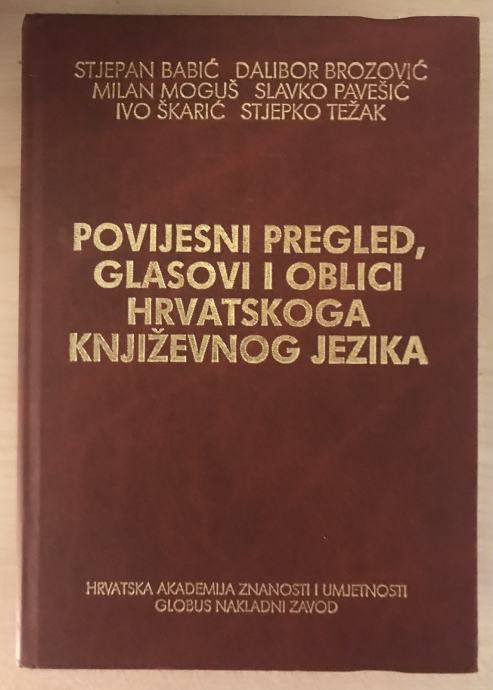 STJEPAN BABIĆ DALIBOR BROZOVIĆ
MILAN MOGUŠ SLAVKO PAVEŠIĆ
IVO ŠKARIĆ STJEPKO TEŽAK
POVIJESNI PREGLED,
GLASOVI I OBLICI
HRVATSKOGA
KNJIŽEVNOG JEZIKA
HRVATSKA AKADEMIJA ZNANOSTI I UMJETNOSTI
GLOBUS NAKLADNI ZAVOD